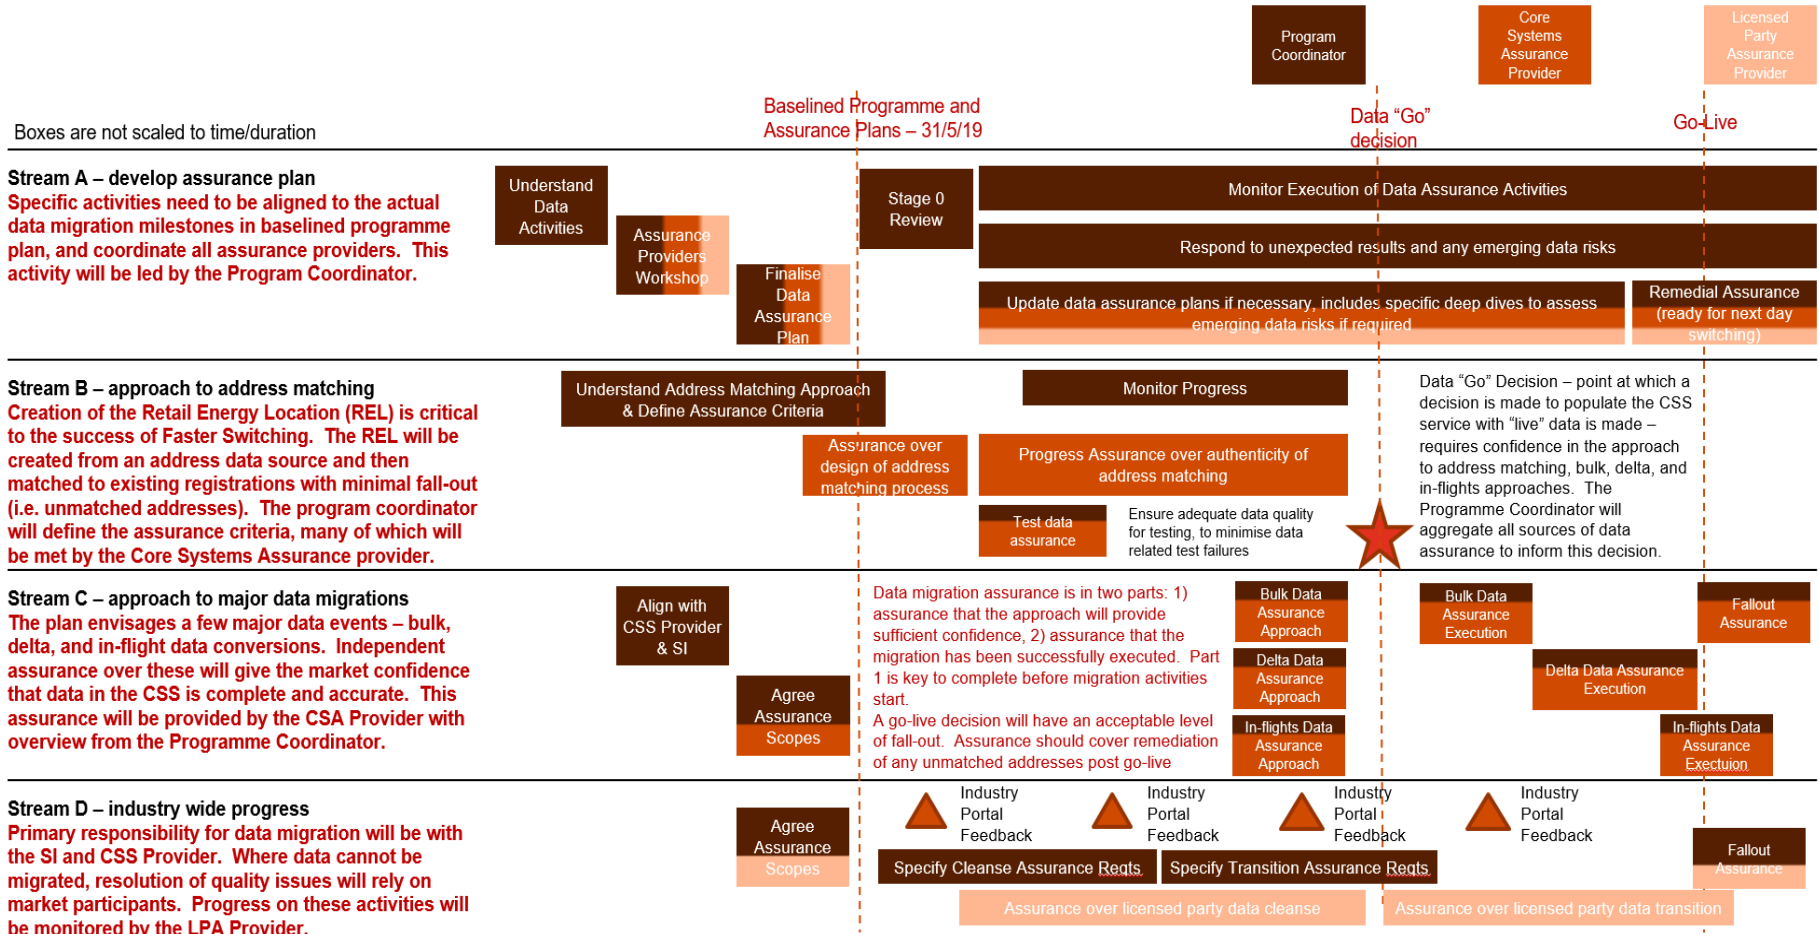 Program
Coordinator
Core
Systems
Assurance
Provider
Licensed
Party
Assurance
Provider
Boxes are not scaled to time/duration
Baselined Programme and
Assurance Plans – 31/5/19
Data “Go”
decision
Go-Live
Stream A – develop assurance plan
Specific activities need to be aligned to the actual
data migration milestones in baselined programme
plan, and coordinate all assurance providers.  This
activity will be led by the Program Coordinator.
Understand
Data
Activities
Assurance
Providers
Workshop
Finalise
Data
Assurance
Plan
Stage 0
Review
Monitor Execution of Data Assurance Activities
Respond to unexpected results and any emerging data risks
Update data assurance plans if necessary, includes specific deep dives to assess
emerging data risks if required
Remedial Assurance
(ready for next day
switching)
Stream B – approach to address matching
Creation of the Retail Energy Location (REL) is critical
to the success of Faster Switching.  The REL will be
created from an address data source and then
matched to existing registrations with minimal fall-out
(i.e. unmatched addresses).  The program coordinator
will define the assurance criteria, many of which will
be met by the Core Systems Assurance provider.
Understand Address Matching Approach
& Define Assurance Criteria
Assurance over
design of address
matching process
Monitor Progress
Progress Assurance over authenticity of
address matching
Test data
assurance
Ensure adequate data quality
for testing, to minimise data
related test failures
Data “Go” Decision – point at which a
decision is made to populate the CSS
service with “live” data is made –
requires confidence in the approach
to address matching, bulk, delta, and
in-flights approaches.  The
Programme Coordinator will
aggregate all sources of data
assurance to inform this decision.
Stream C – approach to major data migrations
The plan envisages a few major data events – bulk,
delta, and in-flight data conversions.  Independent
assurance over these will give the market confidence
that data in the CSS is complete and accurate.  This
assurance will be provided by the CSA Provider with
overview from the Programme Coordinator.
Align with
CSS Provider
& SI
Agree
Assurance
Scopes
Data migration assurance is in two parts: 1)
assurance that the approach will provide
sufficient confidence, 2) assurance that the
migration has been successfully executed.  Part
1 is key to complete before migration activities
start.
A go-live decision will have an acceptable level
of fall-out.  Assurance should cover remediation
of any unmatched addresses post go-live
Bulk Data
Assurance
Approach
Delta Data
Assurance
Approach
In-flights Data
Assurance
Approach
Bulk Data
Assurance
Execution
Delta Data Assurance
Execution
In-flights Data
Assurance
Exectuion
Fallout
Assurance
Stream D – industry wide progress
Primary responsibility for data migration will be with
the SI and CSS Provider.  Where data cannot be
migrated, resolution of quality issues will rely on
market participants.  Progress on these activities will
be monitored by the LPA Provider.
Agree
Assurance
Scopes
Industry
Portal
Feedback
Industry
Portal
Feedback
Industry
Portal
Feedback
Industry
Portal
Feedback
Specify Cleanse Assurance Reqts
Specify Transition Assurance Reqts
Assurance over licensed party data cleanse
Assurance over licensed party data transition
Fallout
Assurance